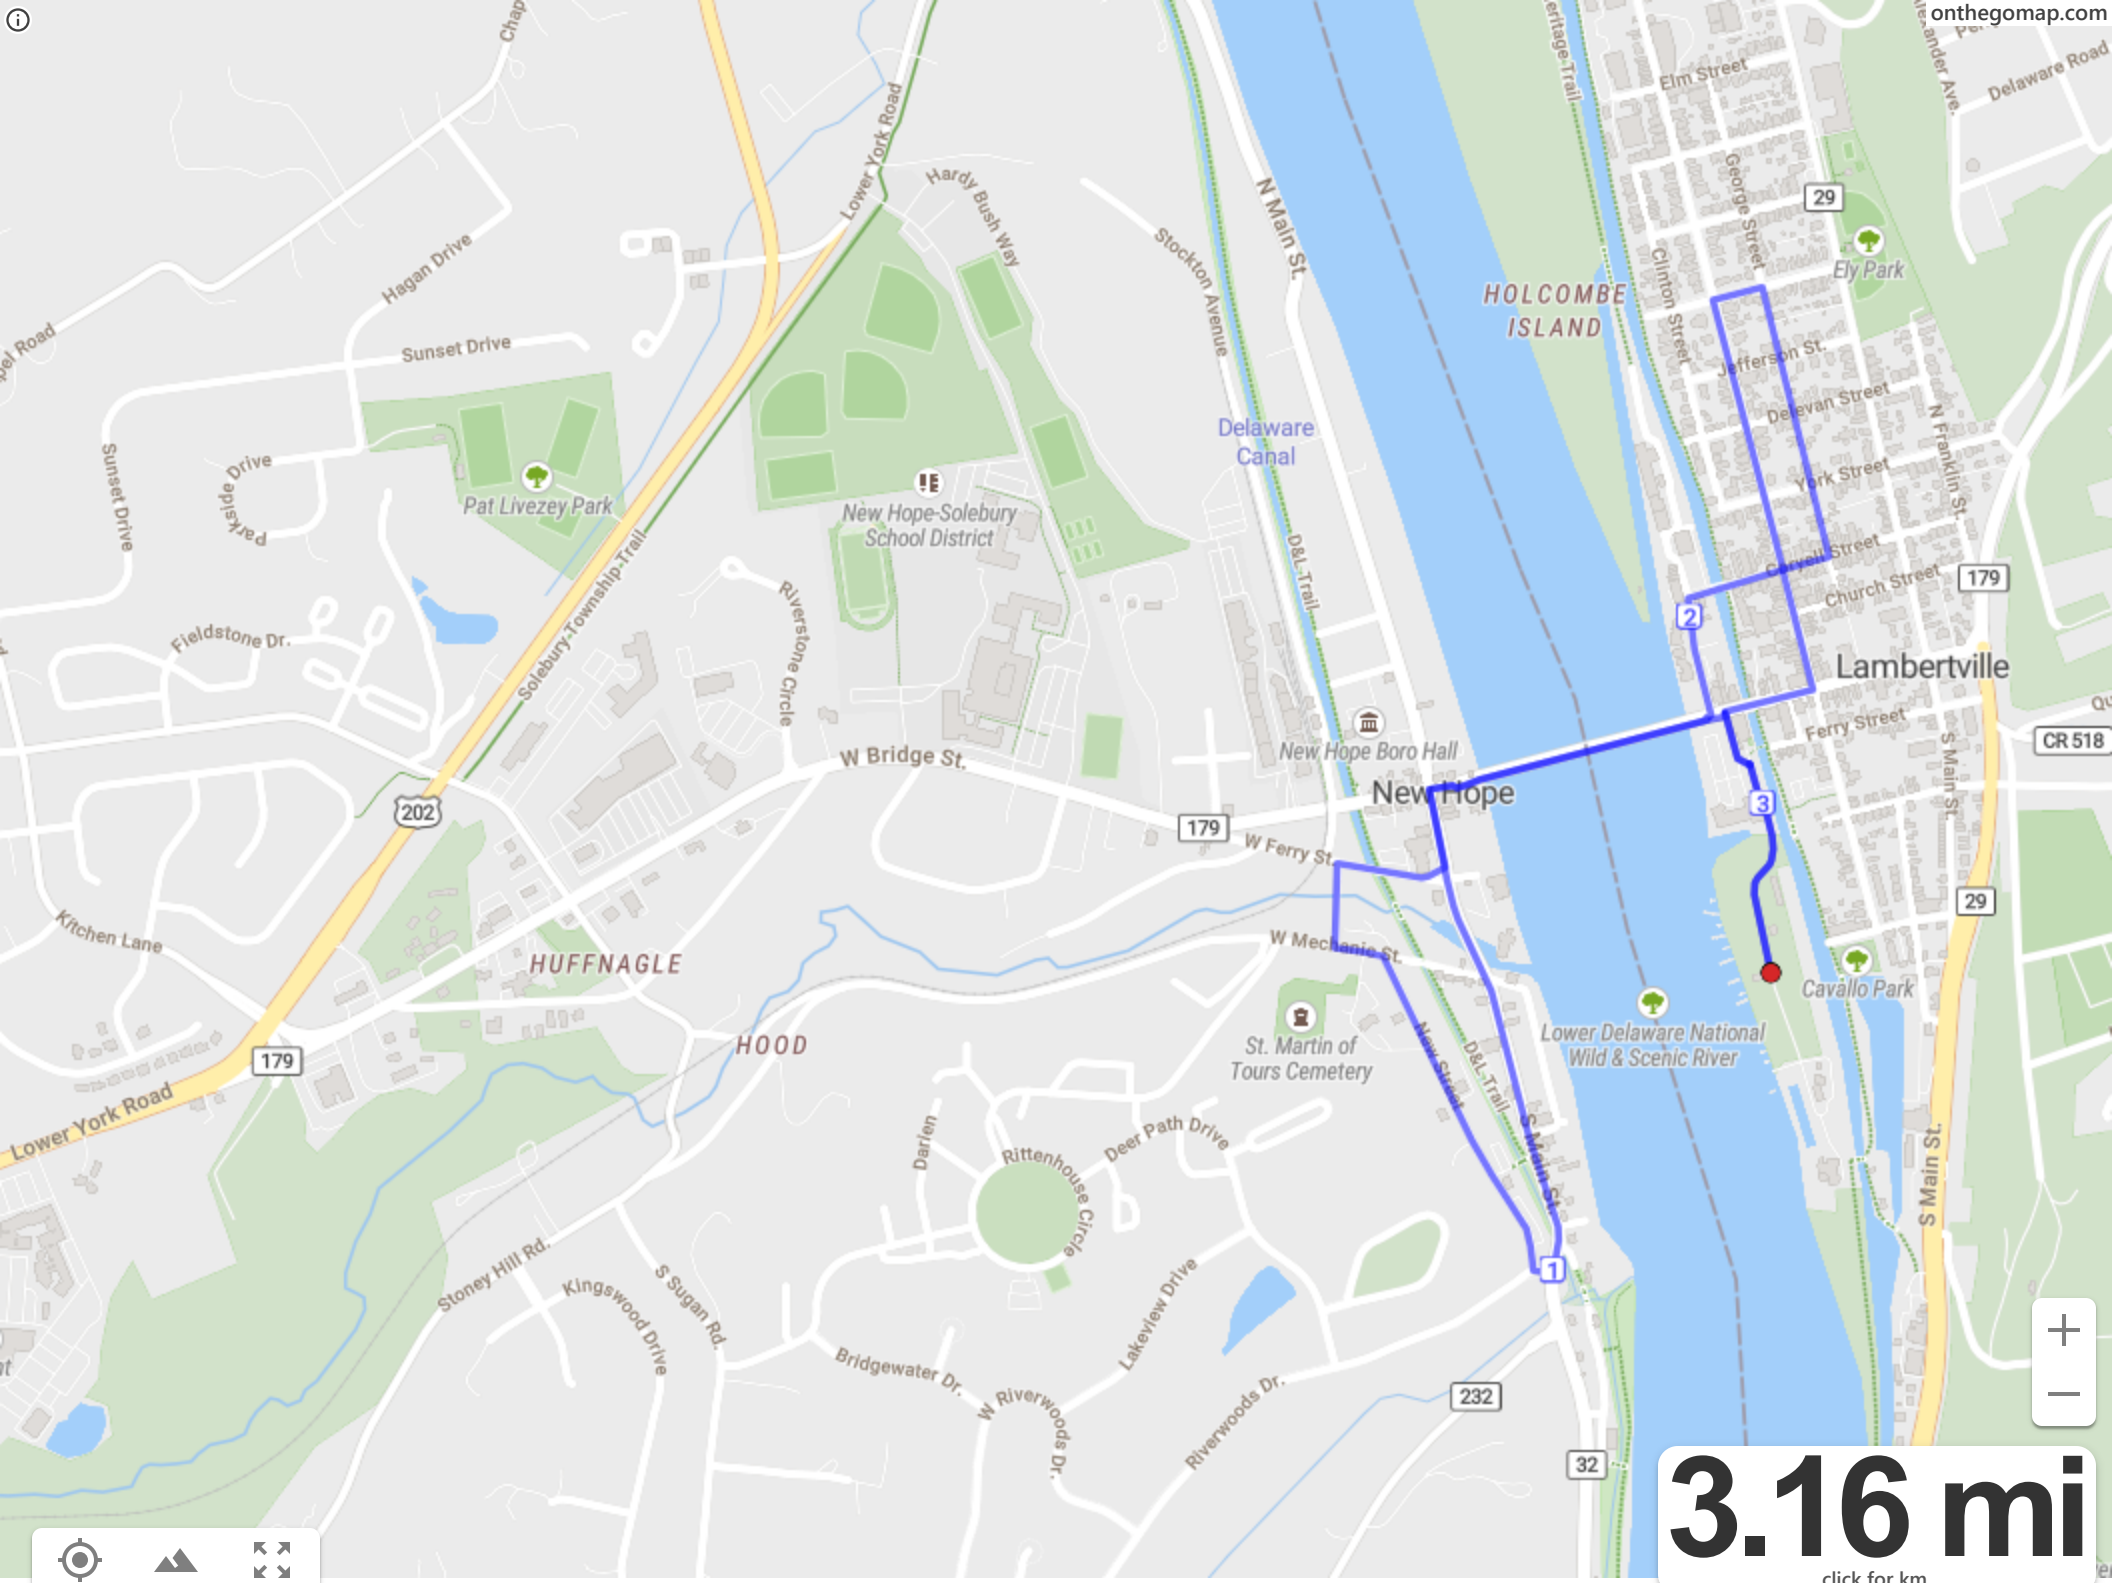 onthegomap.com
Elm Street
Delaware Road
Lower York Road
Hardy Bush Way
N Main St.
George Street
29
Stockton Avenue
Hagan Drive
Ely Park
HOLCOMBE
ISLAND
Clinton Street
Sunset Drive
Jefferson St.
Delevan Street
Delaware
Canal
N Franklin St.
Sunset Drive
Parkside Drive
Pat Livezey Park
New Hope-Solebury
School District
York Street
D&L Trail
Coryell Street
Church Street
179
Solebury Township Trail
Fieldstone Dr.
Riverstone Circle
2
Lambertville
New Hope Boro Hall
Ferry Street
S Main St.
CR 518
W Bridge St.
New Hope
3
202
179
W Ferry St.
29
Kitchen Lane
HUFFNAGLE
W Mechanic St.
Cavallo Park
HOOD
179
St. Martin of
Tours Cemetery
New Street
D&L Trail
Lower Delaware National
Wild & Scenic River
Lower York Road
Darien
Rittenhouse Circle
Deer Path Drive
S Main St.
S Main St.
1
Stoney Hill Rd.
Kingswood Drive
S Sugan Rd.
Lakeview Drive
Bridgewater Dr.
W Riverwoods Dr.
Riverwoods Dr.
232
32
3.16 mi
click for km